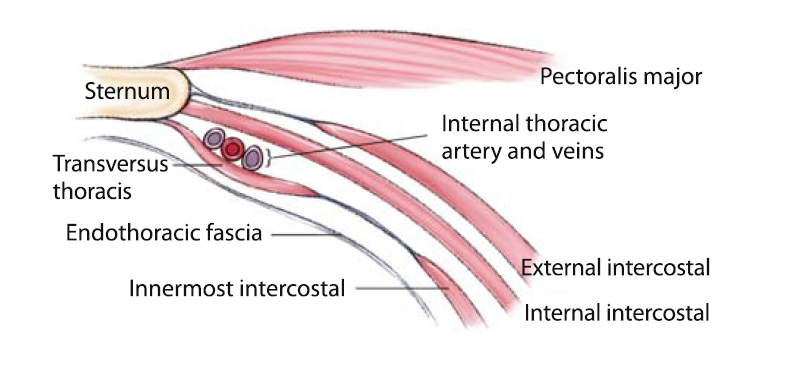 Pectoralis major
Sternum
Internal thoracic
artery and veins
Transversus
thoracis
Endothoracic fascia
External intercostal
Innermost intercostal
Internal intercostal